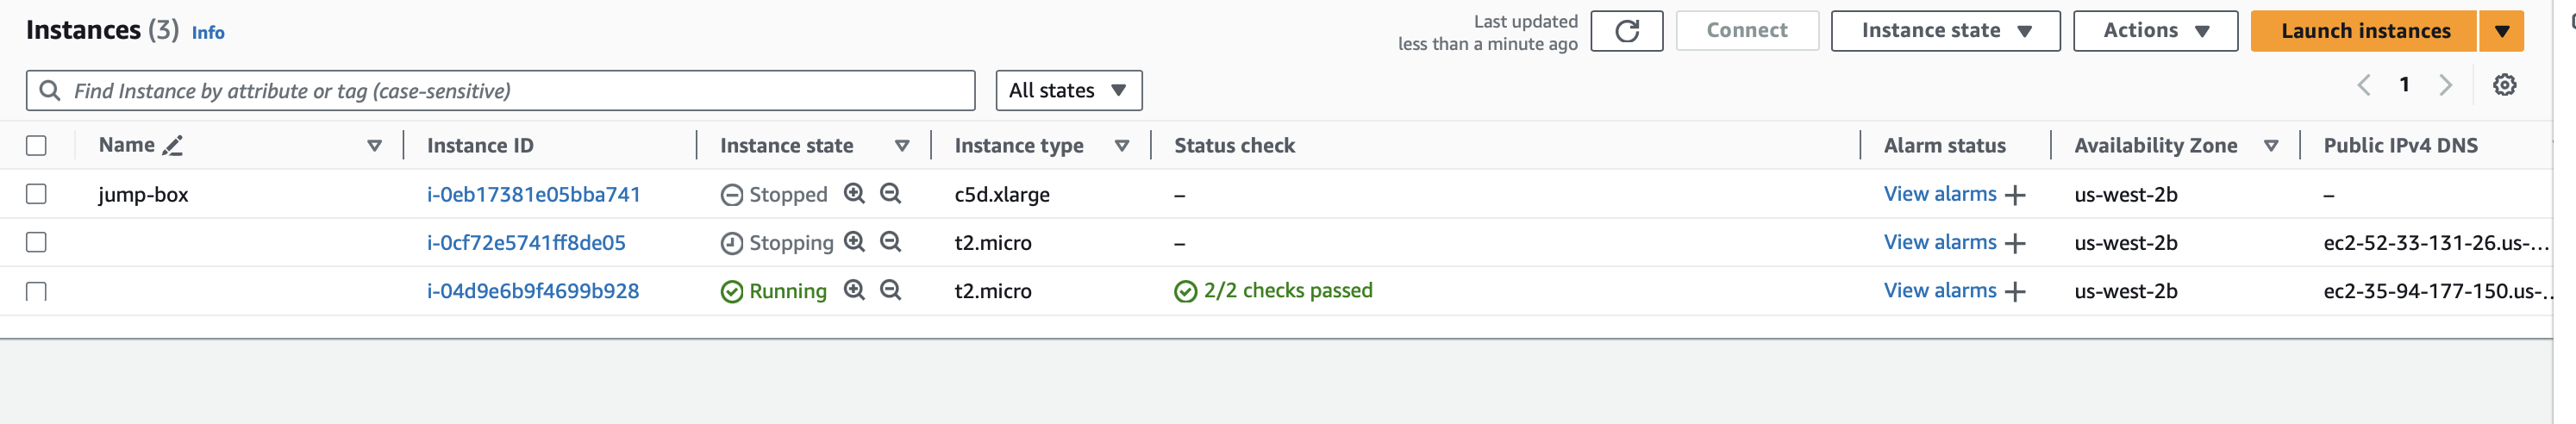 Instances (3) Info
Last updated
less than a minute ago
Connect
Instance state
Actions
Launch instances
Find Instance by attribute or tag (case-sensitive)
All states
1
Name Instance ID Instance state Instance type Status check Alarm status Availability Zone Public IPv4 DNS
jump-box i-0eb17381e05bba741 Stopped c5d.xlarge – View alarms + us-west-2b –
i-0cf72e5741ff8de05 Stopping t2.micro – View alarms + us-west-2b ec2-52-33-131-26.us-...
i-04d9e6b9f4699b928 Running t2.micro 2/2 checks passed View alarms + us-west-2b ec2-35-94-177-150.us-...